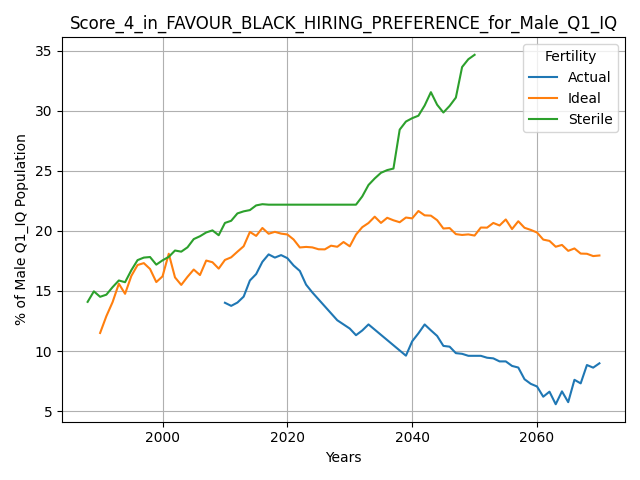 Score_4_in_FAVOUR_BLACK_HIRING_PREFERENCE_for_Male_Q1_IQ
Fertility
Actual
Ideal
Sterile
% of Male Q1_IQ Population
35
30
25
20
15
10
5
2000
2020
2040
2060
Years